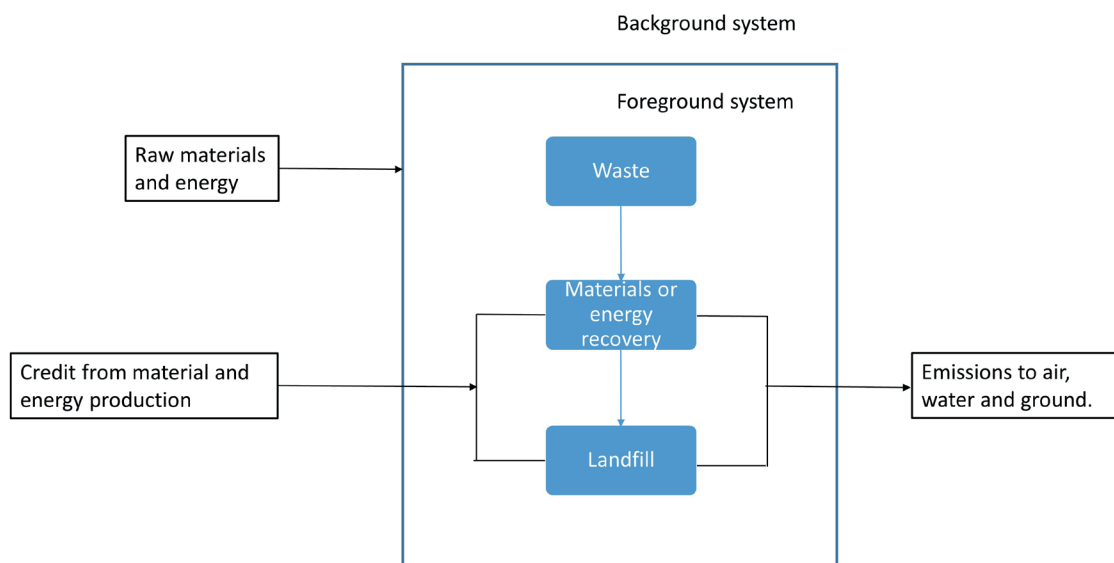 Background system
Foreground system
Raw materials
and energy
Waste
Materials or
energy
recovery
Credit from material and
energy production
Emissions to air,
water and ground.
Landfill